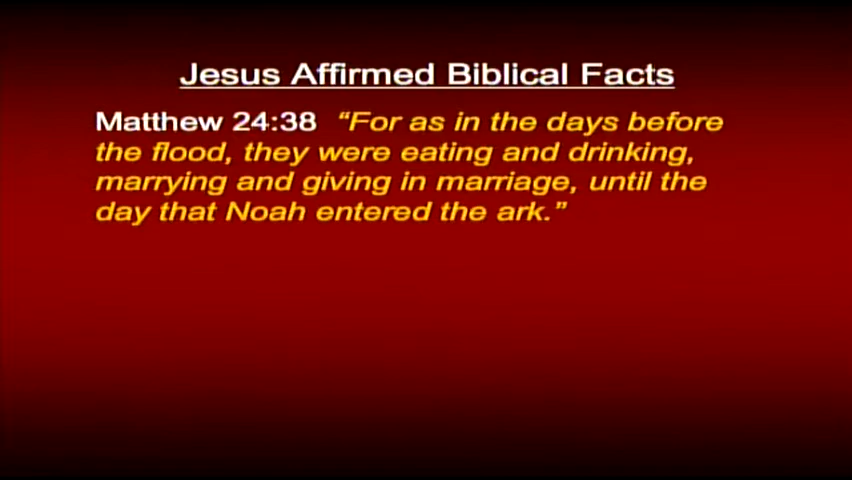 Jesus Affirmed Biblical Facts
Matthew 24:38 “For as in the days before
the flood, they were eating and drinking,
marrying and giving in marriage, until the
day that Noah entered the ark.”